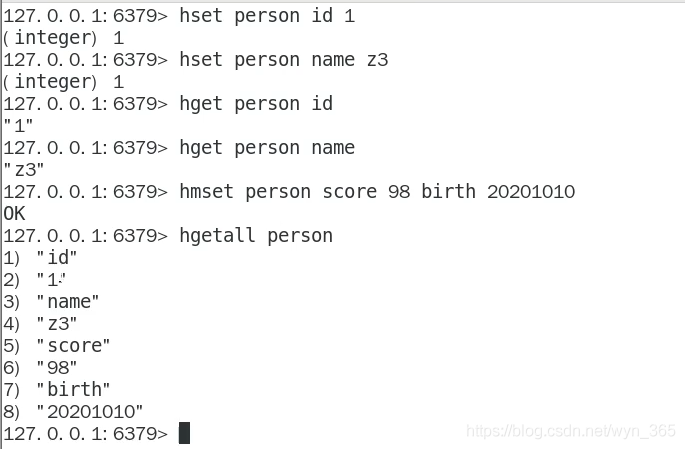 127.0.0.1:6379> hset person id 1
(integer) 1
127.0.0.1:6379> hset person name z3
(integer) 1
127.0.0.1:6379> hget person id
"1"
127.0.0.1:6379> hget person name
"z3"
127.0.0.1:6379> hmset person score 98 birth 20201010
OK
127.0.0.1:6379> hgetall person
1) "id"
2) "1"
3) "name"
4) "z3"
5) "score"
6) "98"
7) "birth"
8) "20201010"
127.0.0.1:6379>
https://blog.csdn.net/wyn_365